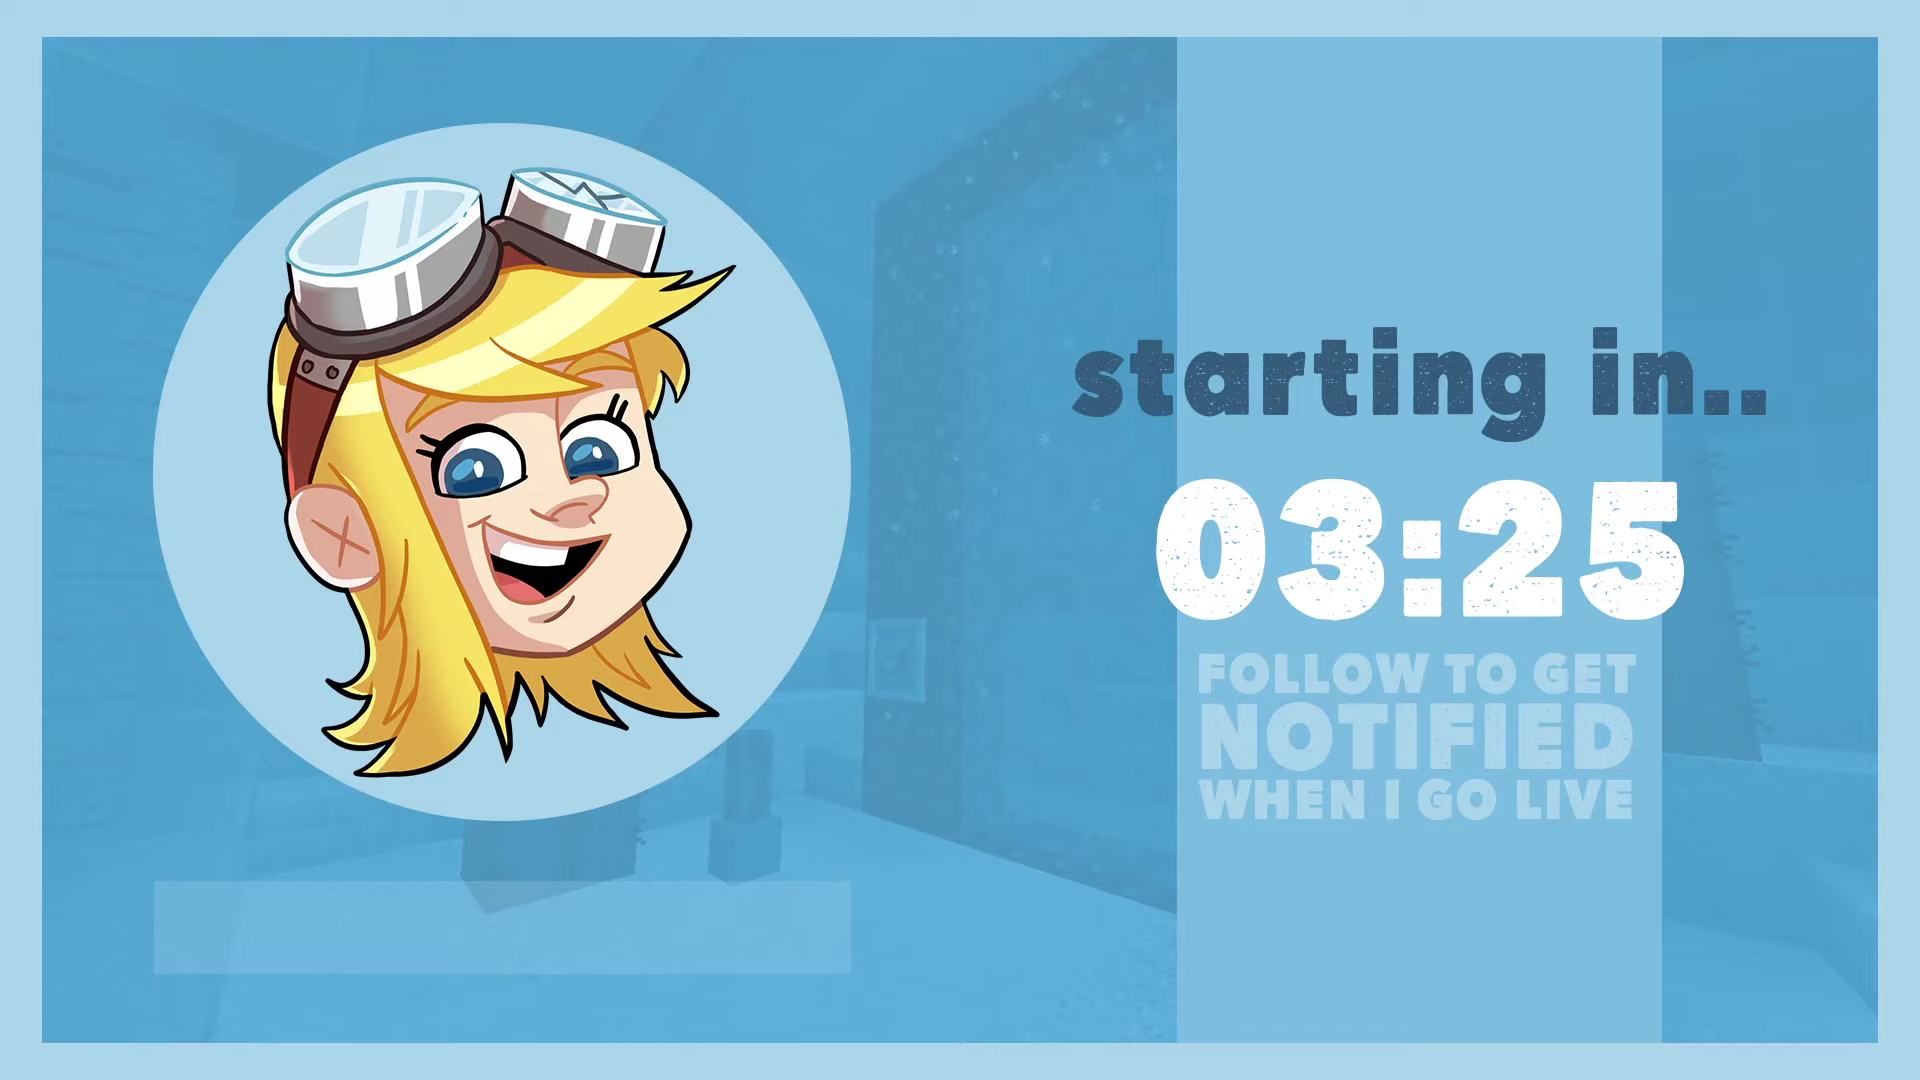 starting in..
03:25
FOLLOW TO GET
NOTIFIED
WHEN I GO LIVE